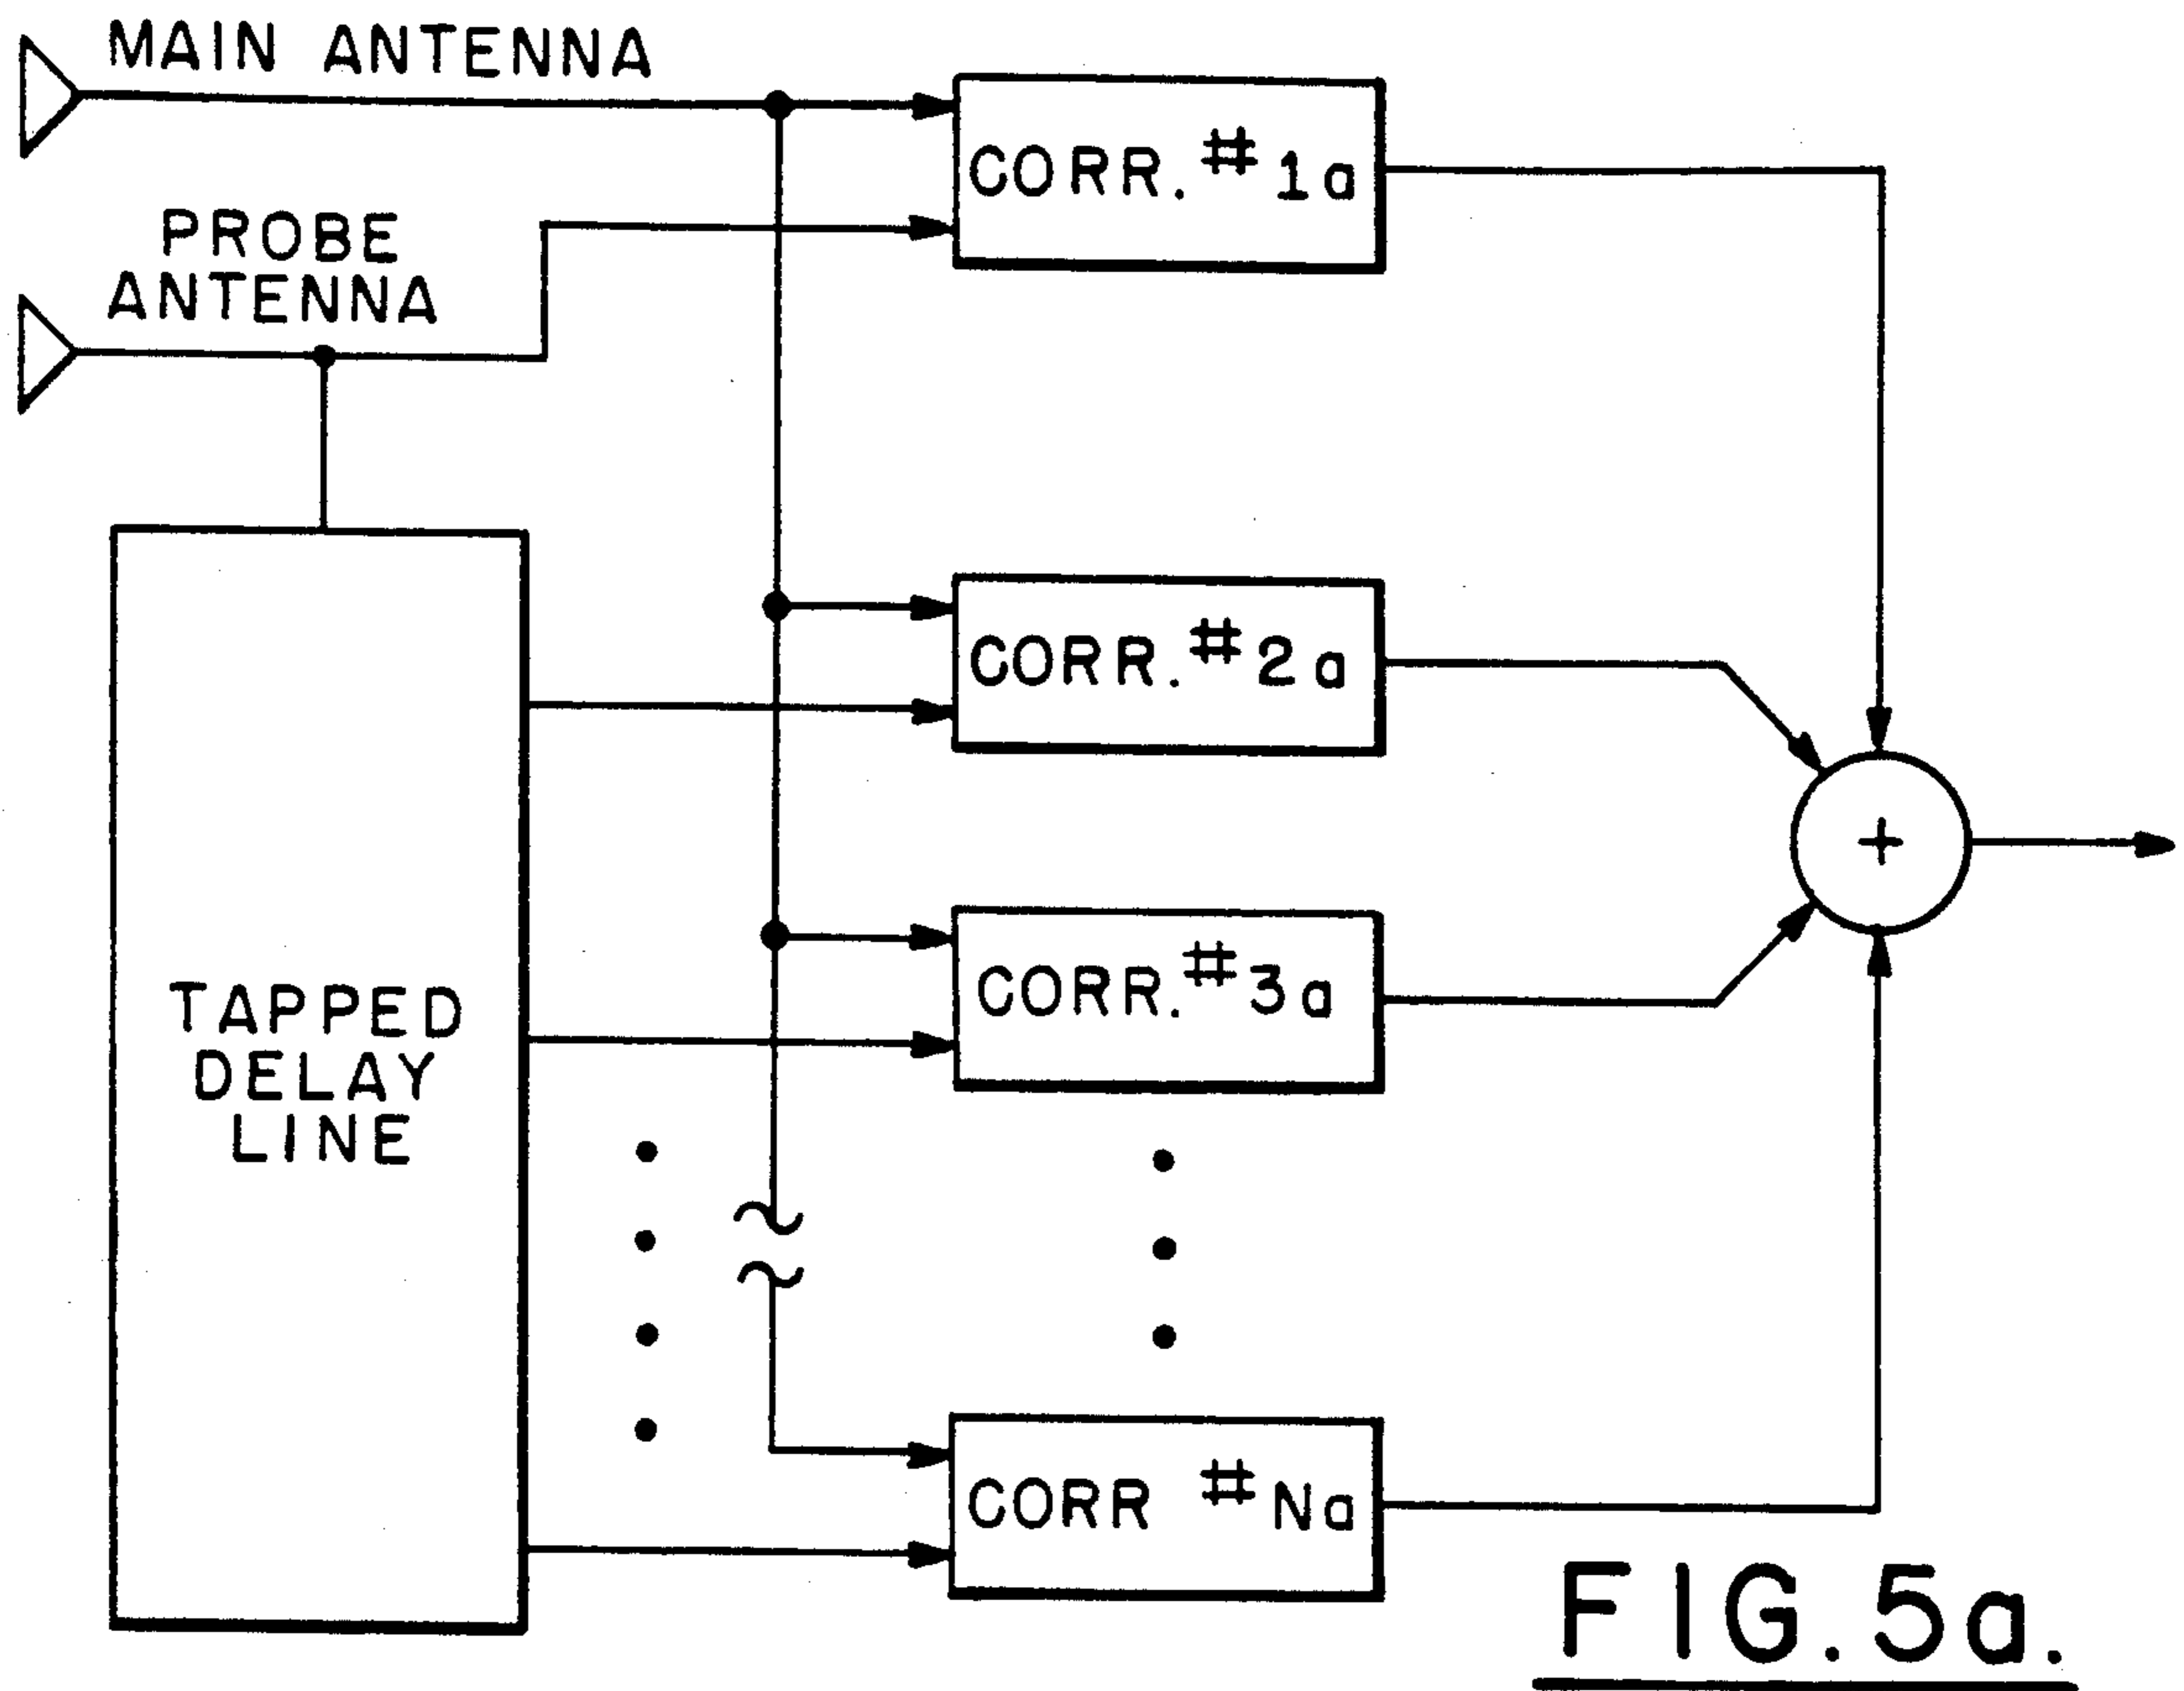 MAIN ANTENNA
PROBE
ANTENNA
CORR. #1a
CORR. #2a
CORR. #3a
CORR #Na
TAPPED
DELAY
LINE
+
FIG. 5a.